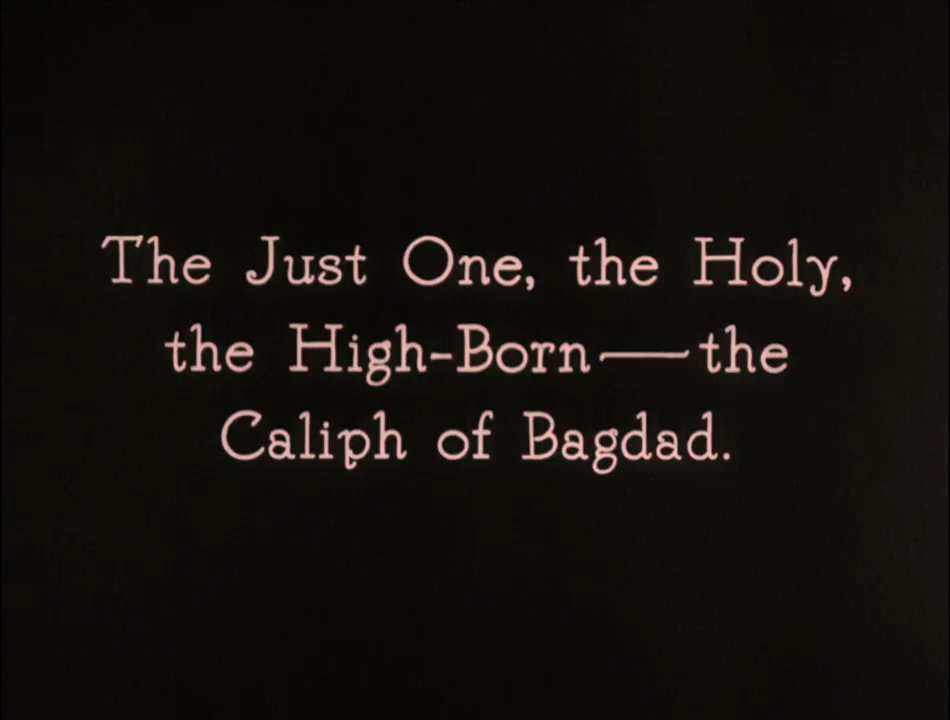 The Just One, the Holy,
the High-Born—the
Caliph of Bagdad.